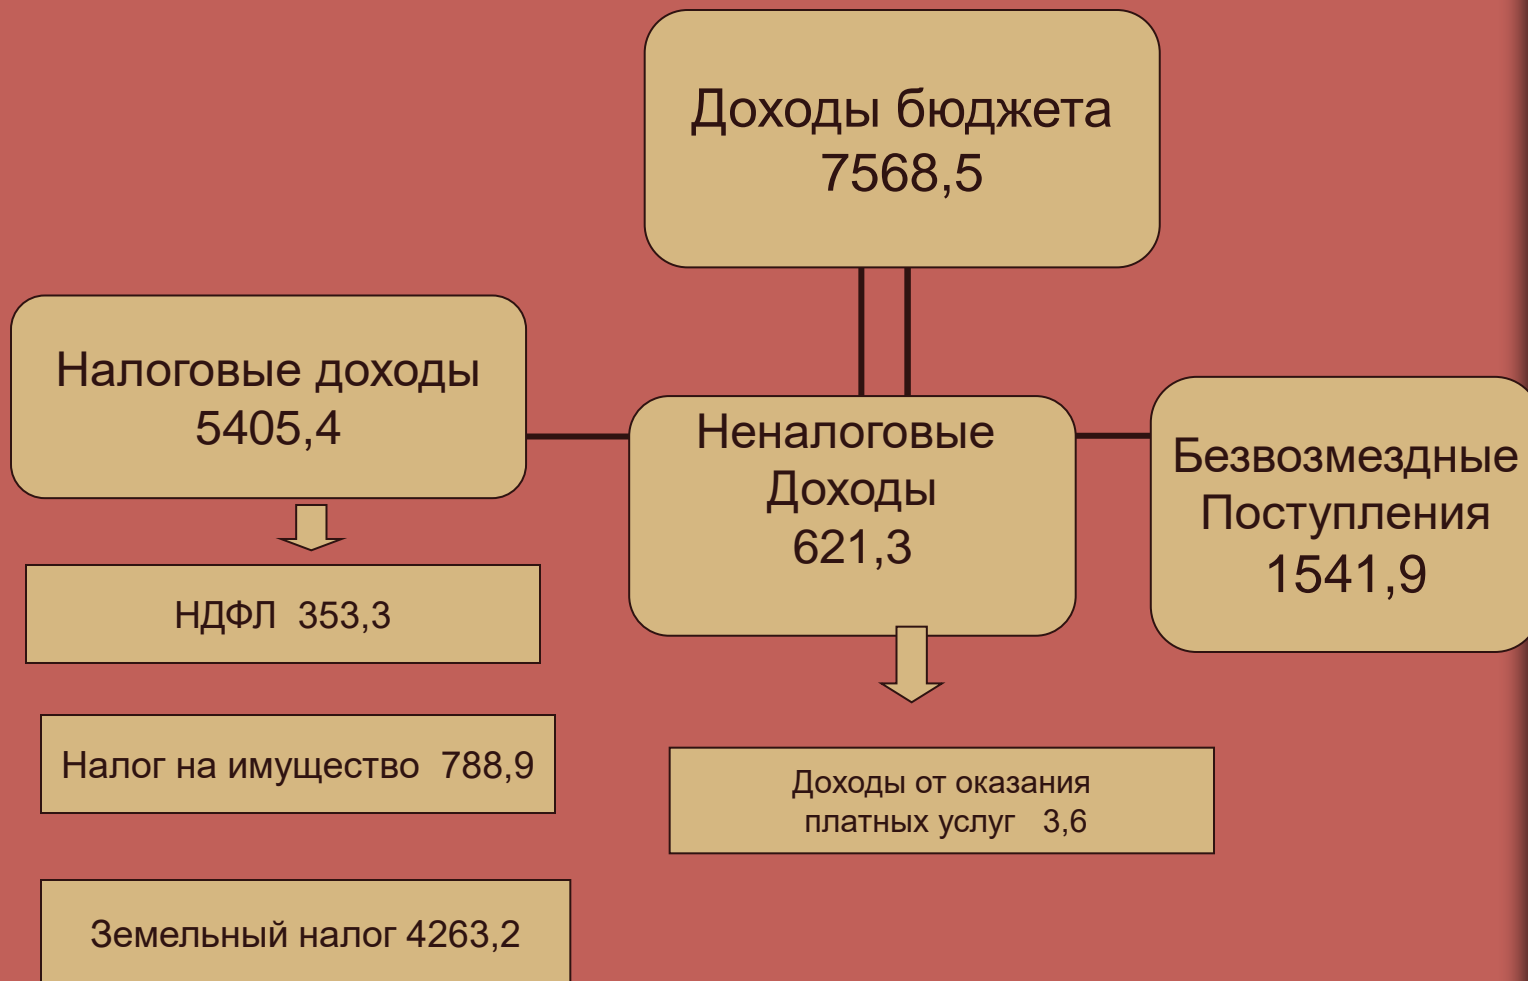 Доходы бюджета
7568,5
Налоговые доходы
5405,4
Неналоговые
Доходы
621,3
Безвозмездные
Поступления
1541,9
НДФЛ  353,3
Налог на имущество  788,9
Земельный налог 4263,2
Доходы от оказания
платных услуг   3,6